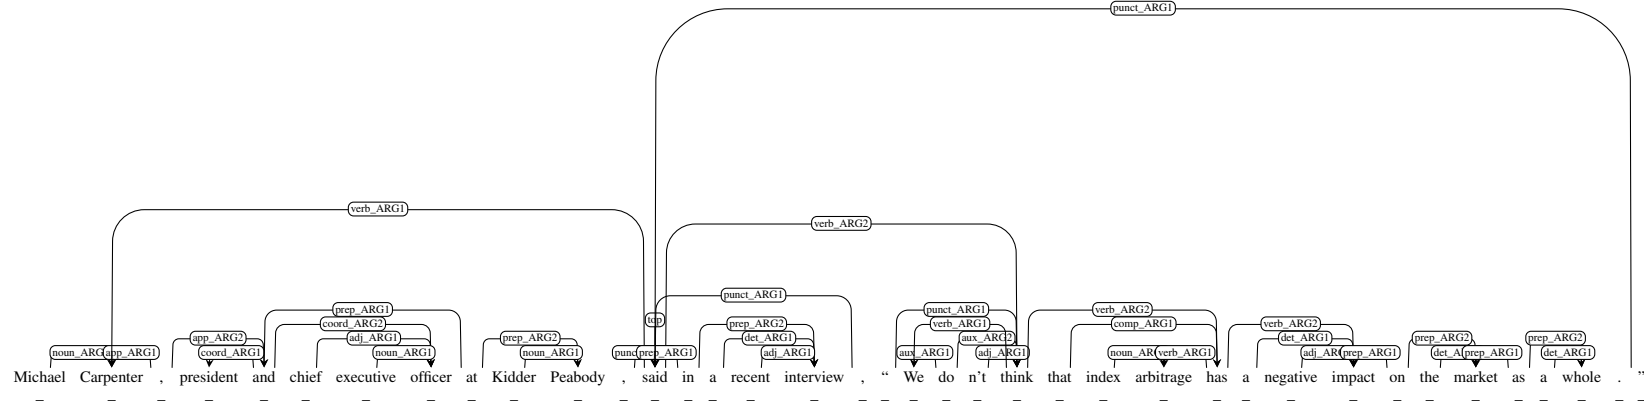 punct_ARG1
verb_ARG1
verb_ARG2
punct_ARG1
prep_ARG1 punct_ARG1 verb_ARG2
top
coord_ARG2 prep_ARG2 verb_ARG1 comp_ARG1 verb_ARG2
app_ARG2 adj_ARG1 prep_ARG2 det_ARG1 aux_ARG2 det_ARG1 prep_ARG2 prep_ARG2
app_ARG1 coord_ARG1 noun_ARG1 noun_ARG1 prep_ARG1 adj_ARG1 aux_ARG1 adj_ARG1 verb_ARG1 prep_ARG1 prep_ARG1 det_ARG1
Michael Carpenter , president and chief executive officer at Kidder Peabody , said in a recent interview , “ We do n't think that index arbitrage has a negative impact on the market as a whole . ”
_ _ _ _ _ _ _ _ _ _ _ _ _ _ _ _ _ _ _ _ _ _ _ _ _ _ _ _ _ _ _ _ _ _ _ _ _ _ _